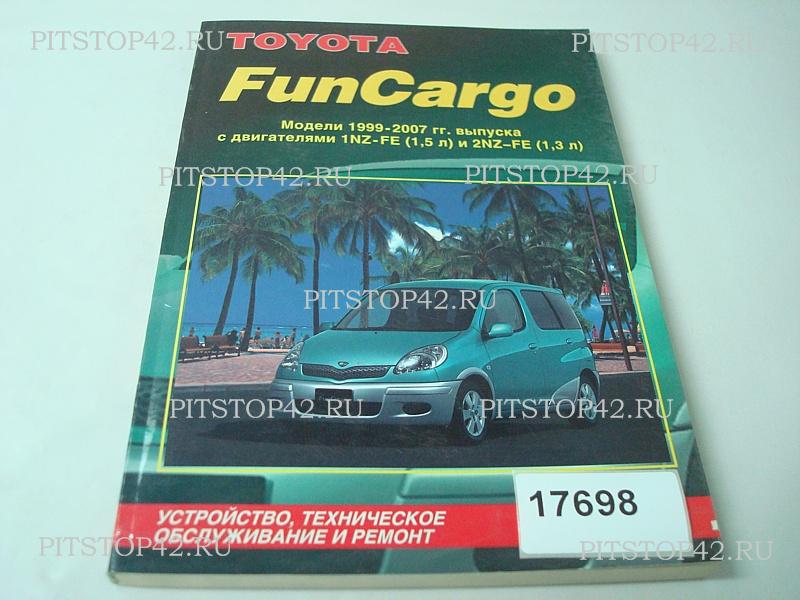 PITSTOP42.RU
PITSTOP42.RU
TOYOTA
FunCargo
Модели 1999-2007 гг. выпуска
с двигателями 1NZ-FE (1,5 л) и 2NZ-FE (1,3 л)
PITSTOP42.RU
PITSTOP42.RU
PITSTOP42.RU
PITSTOP42.RU
PITSTOP42.RU
17698
УСТРОЙСТВО, ТЕХНИЧЕСКОЕ
ОБСЛУЖИВАНИЕ И РЕМОНТ
PITSTOP42.RU
PITSTOP42.RU